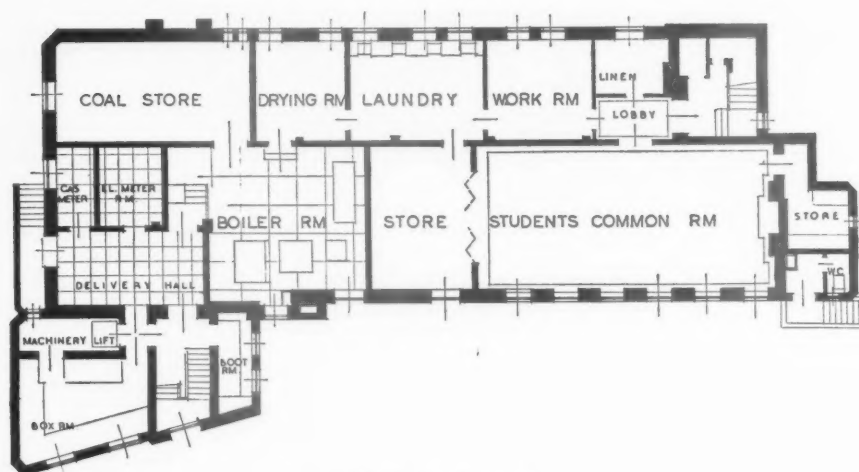 COAL STORE
DRYING RM
LAUNDRY
WORK RM
LINEN
LOBBY
GAS
METER
EL. METER
RM.
BOILER RM
STORE
STUDENTS COMMON RM
STORE
W.C.
DELIVERY HALL
MACHINERY
LIFT
BOOT
RM
BOX RM